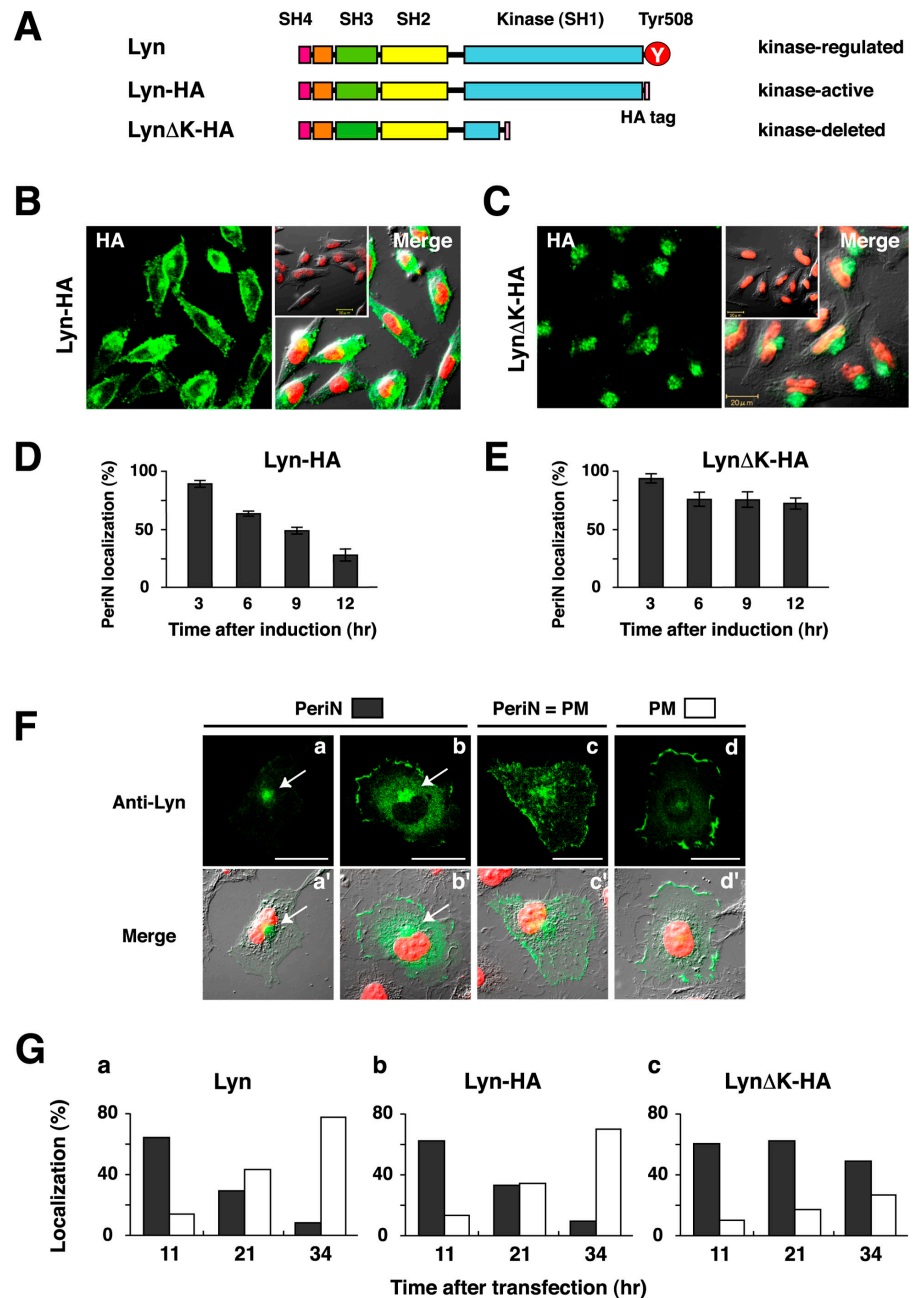 A
SH4 SH3 SH2 Kinase (SH1) Tyr508
Lyn Y kinase-regulated
Lyn-HA kinase-active
HA tag
LynΔK-HA kinase-deleted
B
Lyn-HA
HA
Merge
C
LynΔK-HA
HA
Merge
20μm
D
Lyn-HA
PeriN localization (%)
100
50
0
3 6 9 12
Time after induction (hr)
E
LynΔK-HA
PeriN localization (%)
100
50
0
3 6 9 12
Time after induction (hr)
F
PeriN PeriN = PM PM
Anti-Lyn a b c d
Merge a' b' c' d'
G
a Lyn
b Lyn-HA
c LynΔK-HA
Localization (%)
80 80 80
40 40 40
0 0 0
11 21 34 11 21 34 11 21 34
Time after transfection (hr)